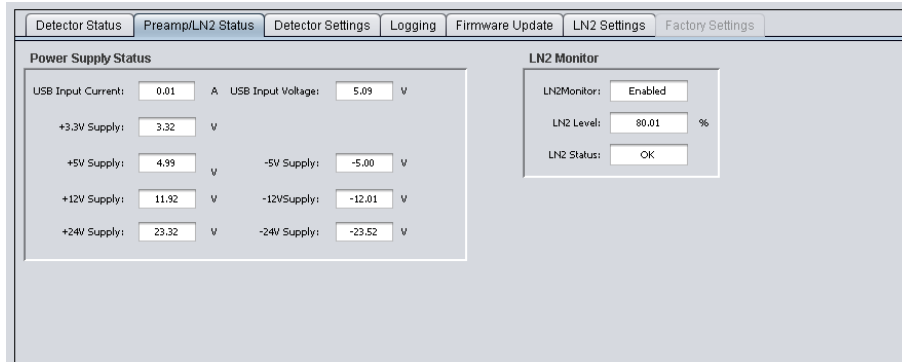 Detector Status Preamp/LN2 Status Detector Settings Logging Firmware Update LN2 Settings Factory Settings
Power Supply Status
USB Input Current: 0.01 A USB Input Voltage: 5.09 V
+3.3V Supply: 3.32 V
+5V Supply: 4.99 V -5V Supply: -5.00 V
+12V Supply: 11.92 V -12VSupply: -12.01 V
+24V Supply: 23.32 V -24V Supply: -23.52 V
LN2 Monitor
LN2Monitor: Enabled
LN2 Level: 80.01 %
LN2 Status: OK